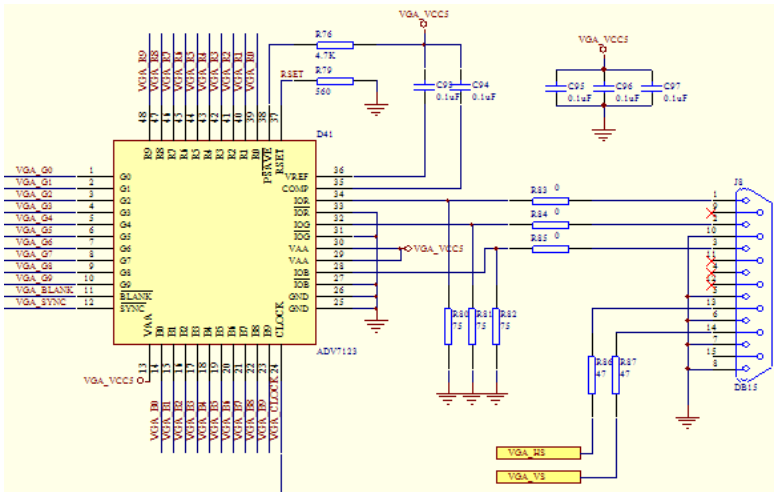 VGA_VCC5
R76
4.7K
RSET
R79
560
C93
0.1uF
C94
0.1uF
VGA_VCC5
C95
0.1uF
C96
0.1uF
C97
0.1uF
VGA_R9
VGA_R8
VGA_R7
VGA_R6
VGA_R5
VGA_R4
VGA_R3
VGA_R2
VGA_R1
VGA_R0
48
47
46
45
44
43
42
41
40
39
38
37
D41
R9
R8
R7
R6
R5
R4
R3
R2
R1
R0
PSAVE
RSET
VGA_G0 1 G0
VGA_G1 2 G1
VGA_G2 3 G2
VGA_G3 4 G3
VGA_G4 5 G4
VGA_G5 6 G5
VGA_G6 7 G6
VGA_G7 8 G7
VGA_G8 9 G8
VGA_G9 10 G9
VGA_BLANK 11 BLANK
VGA_SYNC 12 SYNC
VREF 36
COMP 35
IOR 34
IOR 33
IOG 32
IOG 31
VAA 30
VAA 29
IOB 28
IOB 27
GND 26
GND 25
VGA_VCC5
VAA
B0
B1
B2
B3
B4
B5
B6
B7
B8
B9
CLOCK
ADV7123
13
14
15
16
17
18
19
20
21
22
23
24
VGA_VCC5
VGA_B0
VGA_B1
VGA_B2
VGA_B3
VGA_B4
VGA_B5
VGA_B6
VGA_B7
VGA_B8
VGA_B9
VGA_CLOCK
R83 0
R84 0
R85 0
R80
75
R81
75
R82
75
R86
47
R87
47
J8
1
9
2
10
3
11
4
12
5
13
6
14
7
15
8
DB15
VGA_HS
VGA_VS